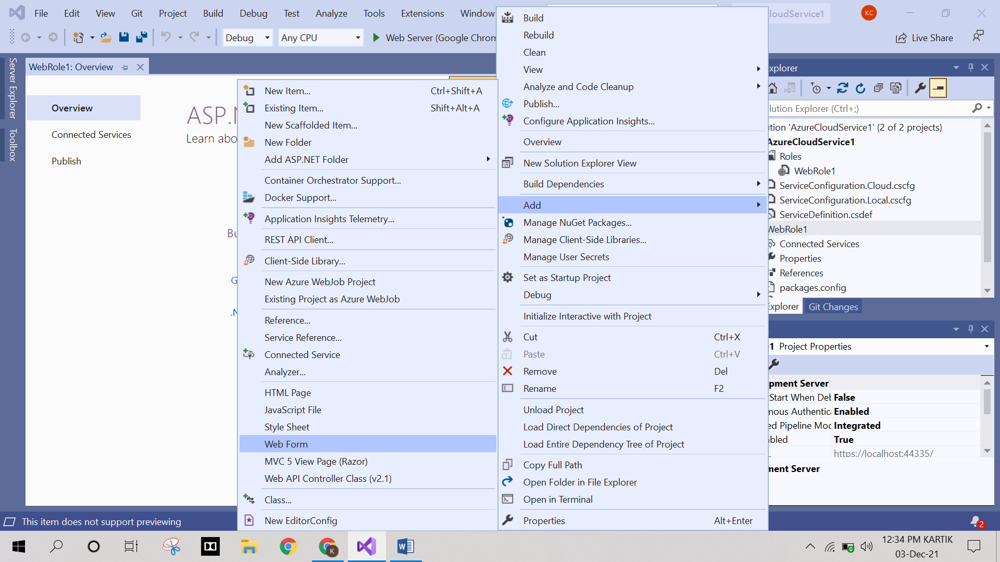 File Edit View Git Project Build Debug Test Analyze Tools Extensions Window
loudService1
KC
Debug Any CPU Web Server (Google Chrom
Live Share
Server Explorer
Toolbox
WebRole1: Overview
Overview
Connected Services
Publish
ASP.N
Learn abo
Bu
G
.N
New Item... Ctrl+Shift+A
Existing Item... Shift+Alt+A
New Scaffolded Item...
New Folder
Add ASP.NET Folder
Container Orchestrator Support...
Docker Support...
Application Insights Telemetry...
REST API Client...
Client-Side Library...
New Azure WebJob Project
Existing Project as Azure WebJob
Reference...
Service Reference...
Connected Service
Analyzer...
HTML Page
JavaScript File
Style Sheet
Web Form
MVC 5 View Page (Razor)
Web API Controller Class (v2.1)
Class...
New EditorConfig
Build
Rebuild
Clean
View
Analyze and Code Cleanup
Publish...
Configure Application Insights...
Overview
New Solution Explorer View
Build Dependencies
Add
Manage NuGet Packages...
Manage Client-Side Libraries...
Manage User Secrets
Set as Startup Project
Debug
Initialize Interactive with Project
Cut Ctrl+X
Paste Ctrl+V
Remove Del
Rename F2
Unload Project
Load Direct Dependencies of Project
Load Entire Dependency Tree of Project
Copy Full Path
Open Folder in File Explorer
Open in Terminal
Properties Alt+Enter
xplorer
lution Explorer (Ctrl+;)
tion 'AzureCloudService1' (2 of 2 projects)
AzureCloudService1
Roles
WebRole1
ServiceConfiguration.Cloud.cscfg
ServiceConfiguration.Local.cscfg
ServiceDefinition.csdef
WebRole1
Connected Services
Properties
References
packages.config
Explorer Git Changes
1 Project Properties
pment Server
Start When Del False
mous Authentica Enabled
ed Pipeline Moc Integrated
bled True
https://localhost:44335/
ment Server
This item does not support previewing
2
K
W
12:34 PM KARTIK
03-Dec-21